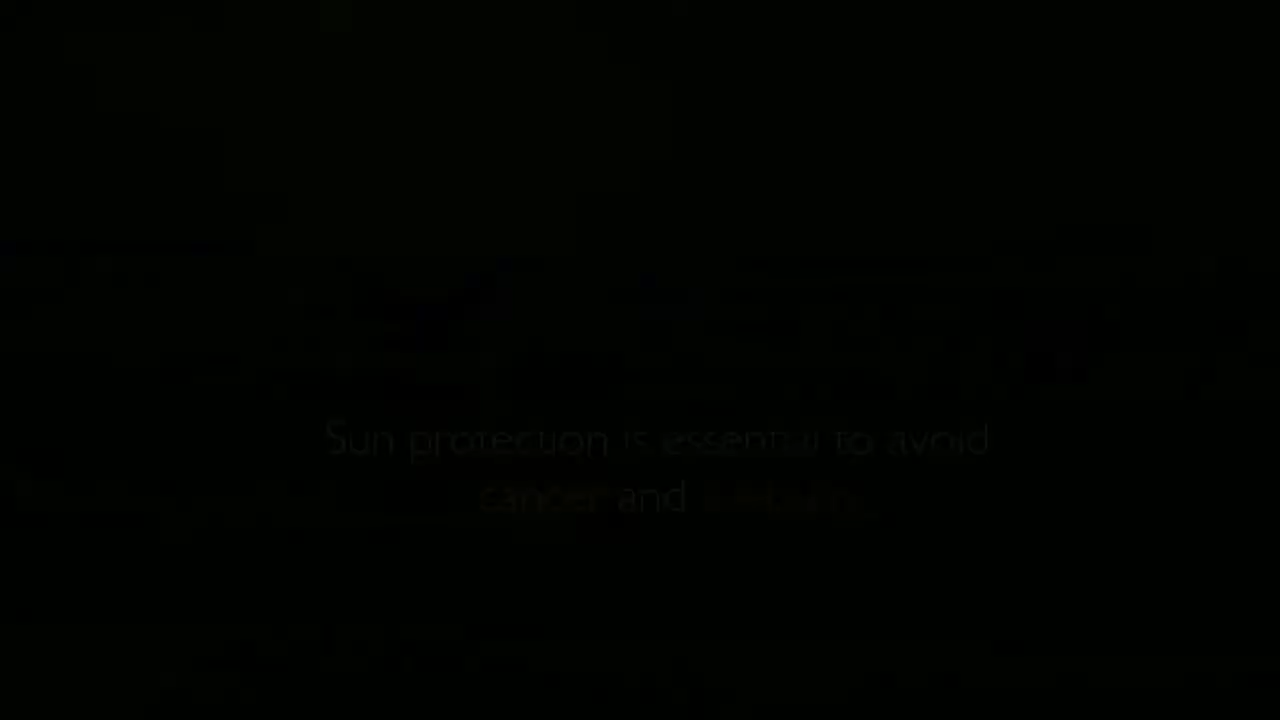 Sun protection is essential to avoid
cancer and